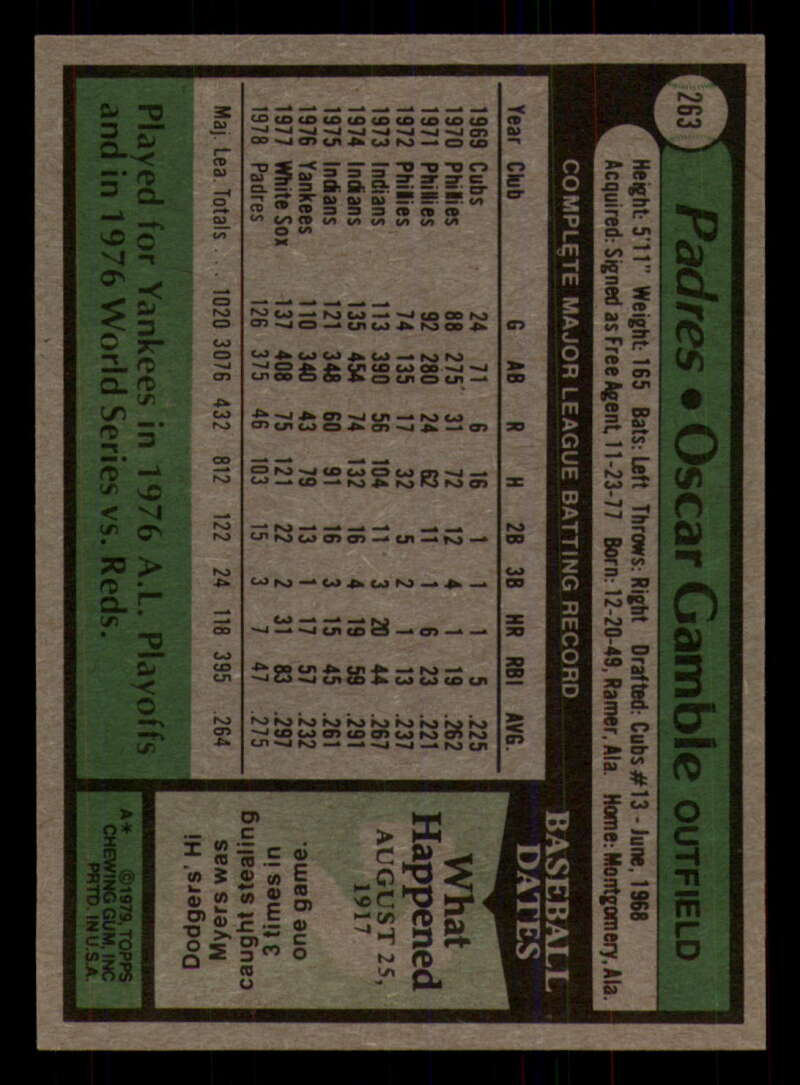 263
Padres • Oscar Gamble OUTFIELD
Height: 5'11" Weight: 165 Bats: Left Throws: Right Drafted: Cubs #13 - June, 1968
Acquired: Signed as Free Agent, 11-23-77 Born: 12-20-49, Ramer, Ala. Home: Montgomery, Ala.
COMPLETE MAJOR LEAGUE BATTING RECORD
Year Club G AB R H 2B 3B HR RBI AVG.
1969 Cubs 24 71 6 16 1 1 1 5 .225
1970 Phillies 88 275 31 72 12 4 1 19 .262
1971 Phillies 92 280 24 62 11 1 6 23 .221
1972 Phillies 74 135 17 32 5 2 1 13 .237
1973 Indians 113 390 56 104 11 3 20 44 .267
1974 Indians 135 454 74 132 16 4 19 59 .291
1975 Indians 121 348 60 91 16 3 15 45 .261
1976 Yankees 110 340 43 79 13 1 17 57 .232
1977 White Sox 137 408 75 121 22 2 31 83 .297
1978 Padres 126 375 46 103 15 3 7 47 .275
Maj. Lea Totals . . 1020 3076 432 812 122 24 118 395 .264
Played for Yankees in 1976 A.L. Playoffs
and in 1976 World Series vs. Reds.
BASEBALL
DATES
What
Happened
AUGUST 25,
1917
Dodgers' Hi
Myers was
caught stealing
3 times in
one game.
A* ©1979, TOPPS
CHEWING GUM, INC
PRTD. IN U.S.A.